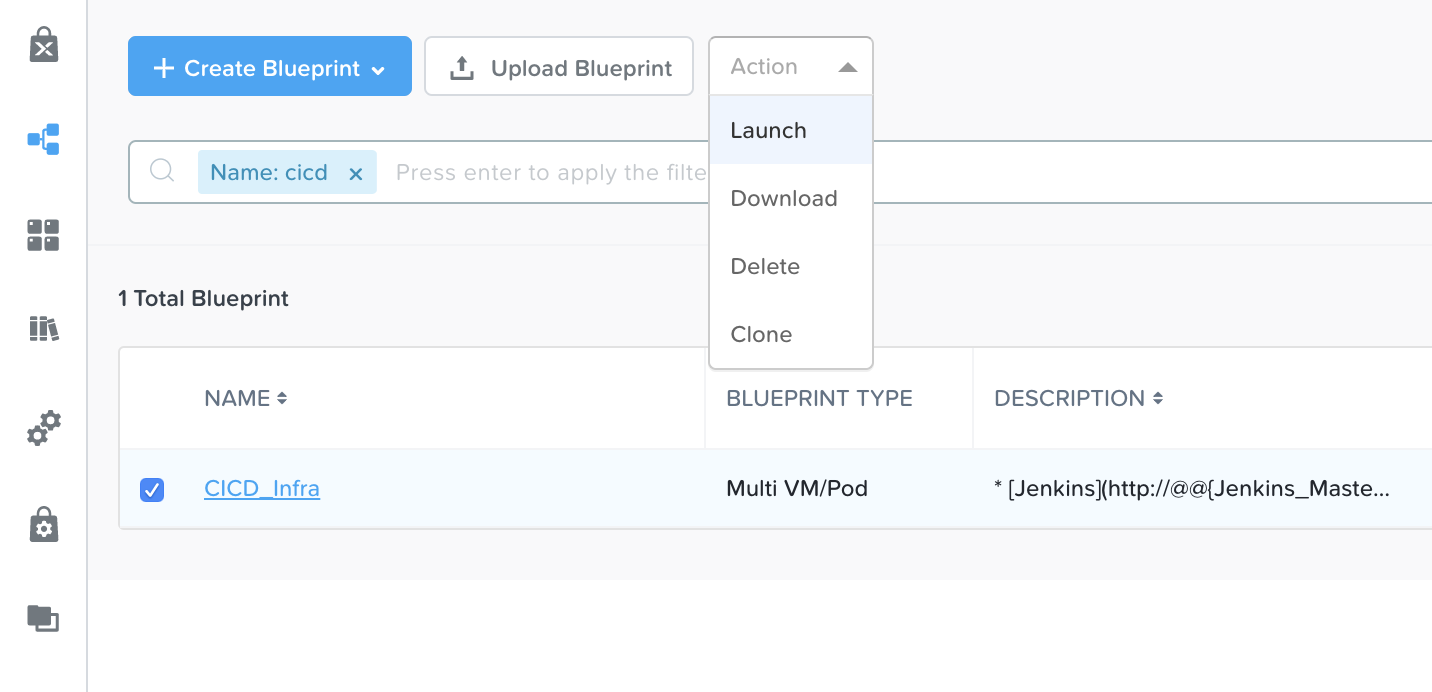 Create Blueprint
Upload Blueprint
Action
Launch
Download
Delete
Clone
Name: cicd ×
Press enter to apply the filte
1 Total Blueprint
NAME BLUEPRINT TYPE DESCRIPTION
CICD_Infra Multi VM/Pod * [Jenkins](http://@@{Jenkins_Maste...